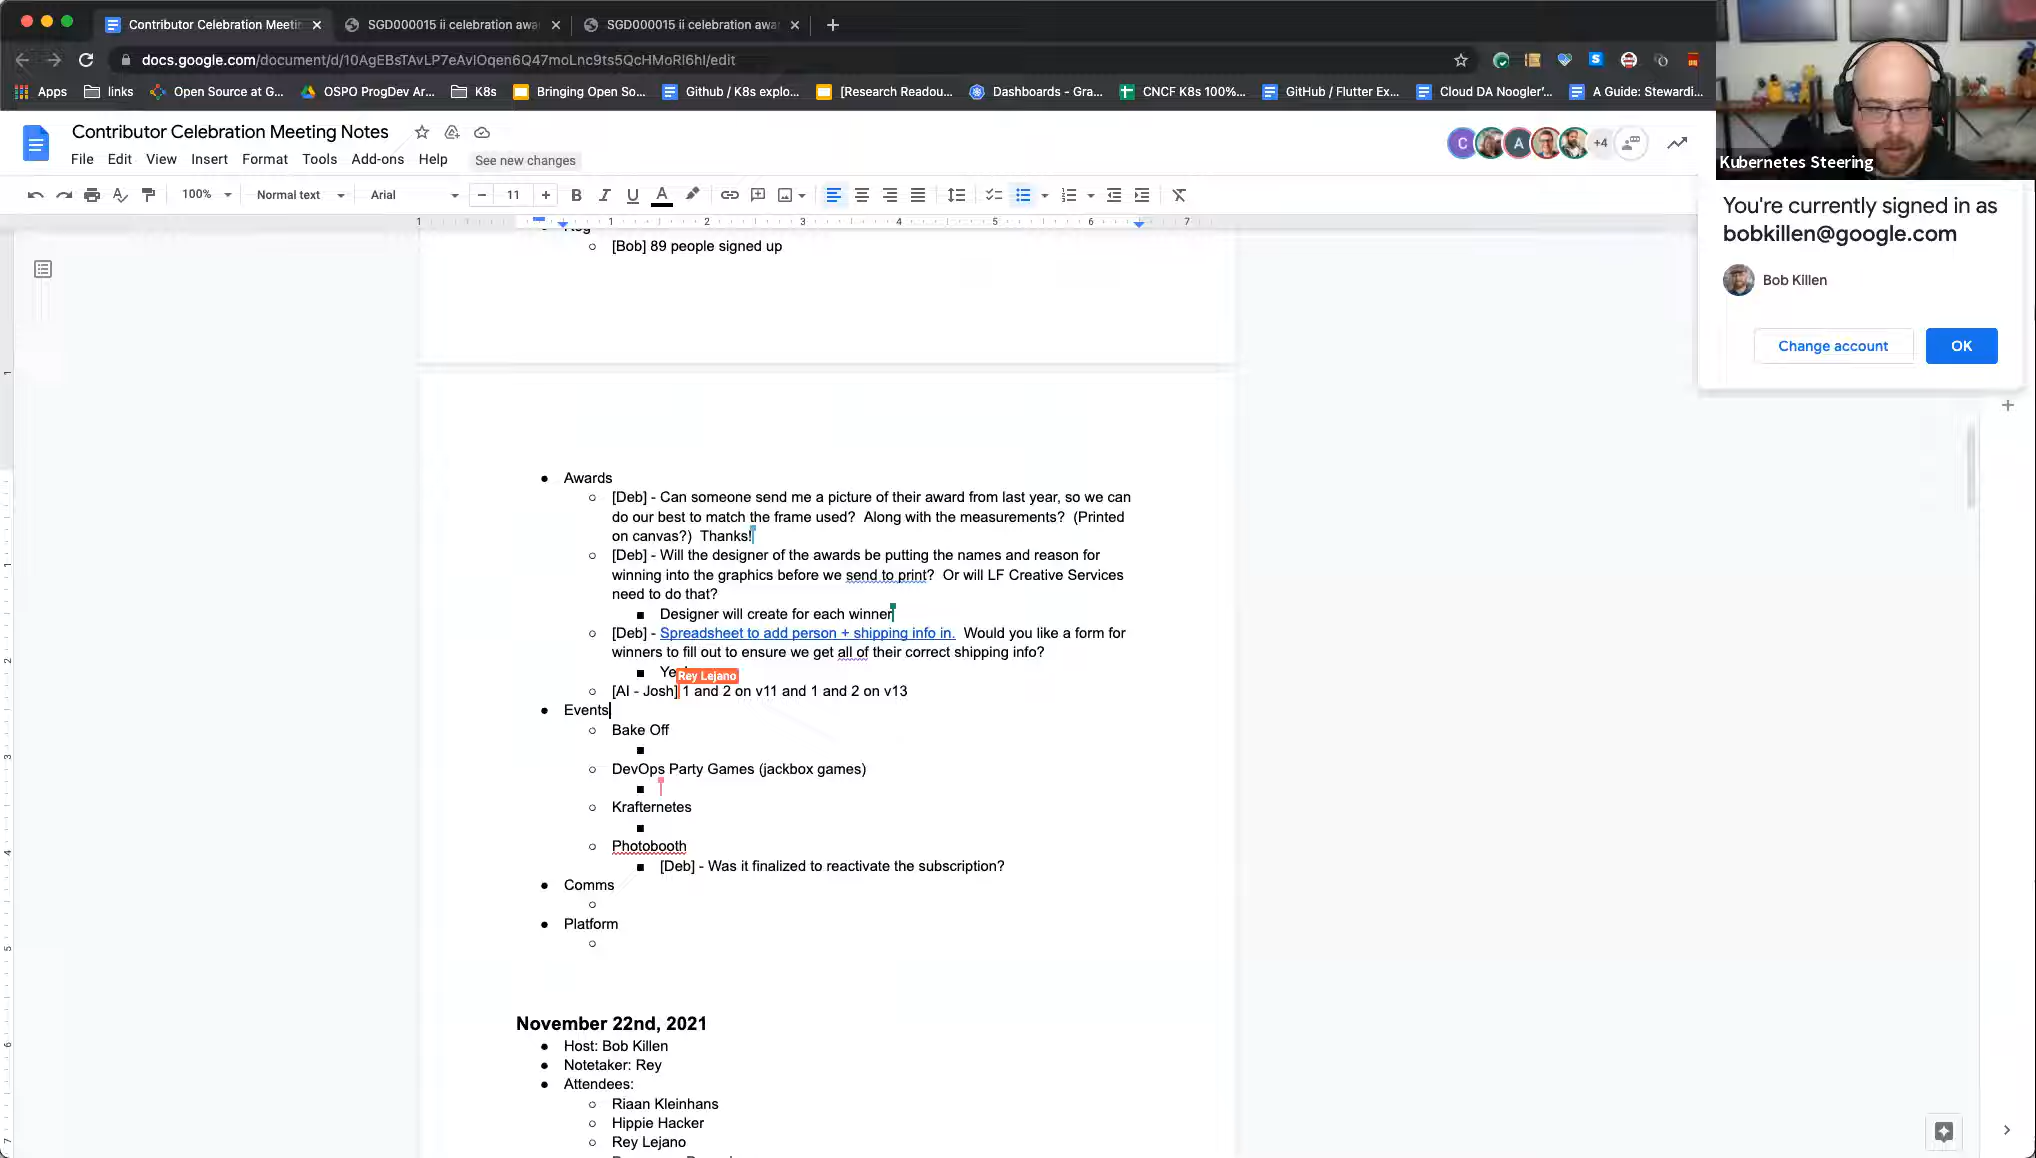 Contributor Celebration Meeti
SGD000015 ii celebration awa
SGD000015 ii celebration awa
docs.google.com/document/d/10AgEBsTAvLP7eAvlOqen6Q47moLnc9ts5QcHMoRl6hI/edit
Apps
links
Open Source at G...
OSPO ProgDev Ar...
K8s
Bringing Open So...
Github / K8s explo...
[Research Readou...
Dashboards - Gra...
CNCF K8s 100%...
GitHub / Flutter Ex...
Cloud DA Noogler'...
A Guide: Stewardi...
Kubernetes Steering
Contributor Celebration Meeting Notes
File Edit View Insert Format Tools Add-ons Help
See new changes
C
A
+4
100%
Normal text
Arial
11
You're currently signed in as
bobkillen@google.com
Bob Killen
Change account
OK
1 1 2 3 4 5 6 7
[Bob] 89 people signed up
Awards
[Deb] - Can someone send me a picture of their award from last year, so we can
do our best to match the frame used? Along with the measurements? (Printed
on canvas?) Thanks!
[Deb] - Will the designer of the awards be putting the names and reason for
winning into the graphics before we send to print? Or will LF Creative Services
need to do that?
Designer will create for each winner
[Deb] - Spreadsheet to add person + shipping info in. Would you like a form for
winners to fill out to ensure we get all of their correct shipping info?
Rey Lejano
[AI - Josh] 1 and 2 on v11 and 1 and 2 on v13
Events
Bake Off
DevOps Party Games (jackbox games)
Krafternetes
Photobooth
[Deb] - Was it finalized to reactivate the subscription?
Comms
Platform
November 22nd, 2021
Host: Bob Killen
Notetaker: Rey
Attendees:
Riaan Kleinhans
Hippie Hacker
Rey Lejano